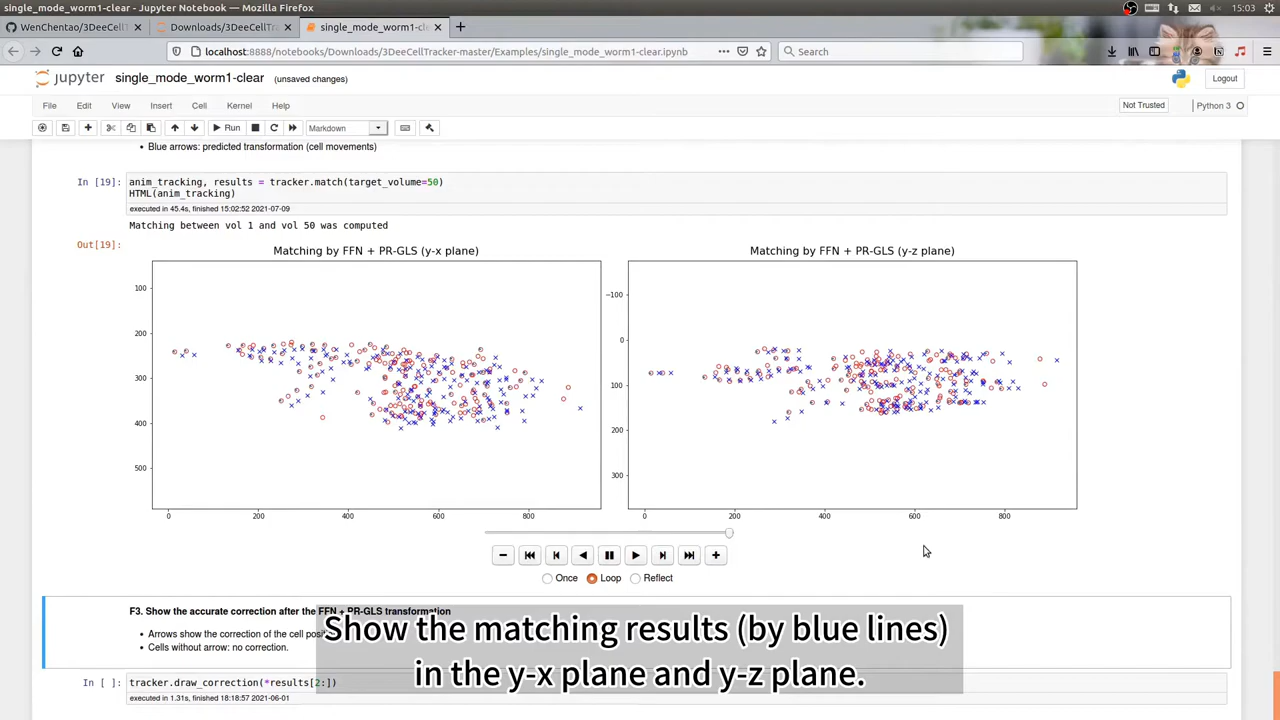 single_mode_worm1-clear - Jupyter Notebook — Mozilla Firefox
15:03
WenChentao/3DeeCellT
Downloads/3DeeCellTracke
single_mode_worm1-clear
localhost:8888/notebooks/Downloads/3DeeCellTracker-master/Examples/single_mode_worm1-clear.ipynb
Search
jupyter
single_mode_worm1-clear
(unsaved changes)
Logout
File
Edit
View
Insert
Cell
Kernel
Help
Not Trusted
Python 3
Run
Markdown
Blue arrows: predicted transformation (cell movements)
In [19]:
anim_tracking, results = tracker.match(target_volume=50)
HTML(anim_tracking)
executed in 45.4s, finished 15:02:52 2021-07-09
Matching between vol 1 and vol 50 was computed
Out[19]:
Matching by FFN + PR-GLS (y-x plane)
100
200
300
400
500
0
200
400
600
800
Matching by FFN + PR-GLS (y-z plane)
−100
0
100
200
300
0
200
400
600
800
Once
Loop
Reflect
F3. Show the accurate correction after the FFN + PR-GLS transformation
Arrows show the correction of the cell
Cells without arrow: no correction.
Show the matching results (by blue lines)
in the y-x plane and y-z plane.
In [ ]:
tracker.draw_correction(*results[2:])
executed in 1.31s, finished 18:18:57 2021-06-01